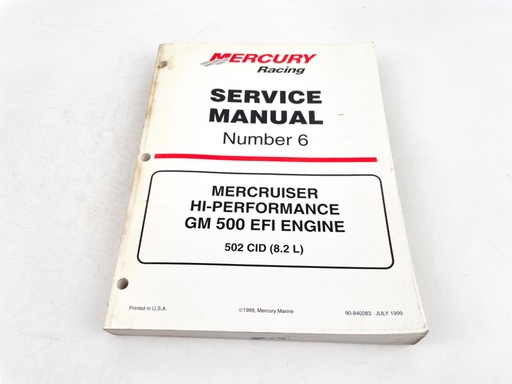 MERCURY
Racing
SERVICE
MANUAL
Number 6
MERCRUISER
HI-PERFORMANCE
GM 500 EFI ENGINE
502 CID (8.2 L)
Printed in U.S.A. ©1999, Mercury Marine 90-840283 JULY 1999